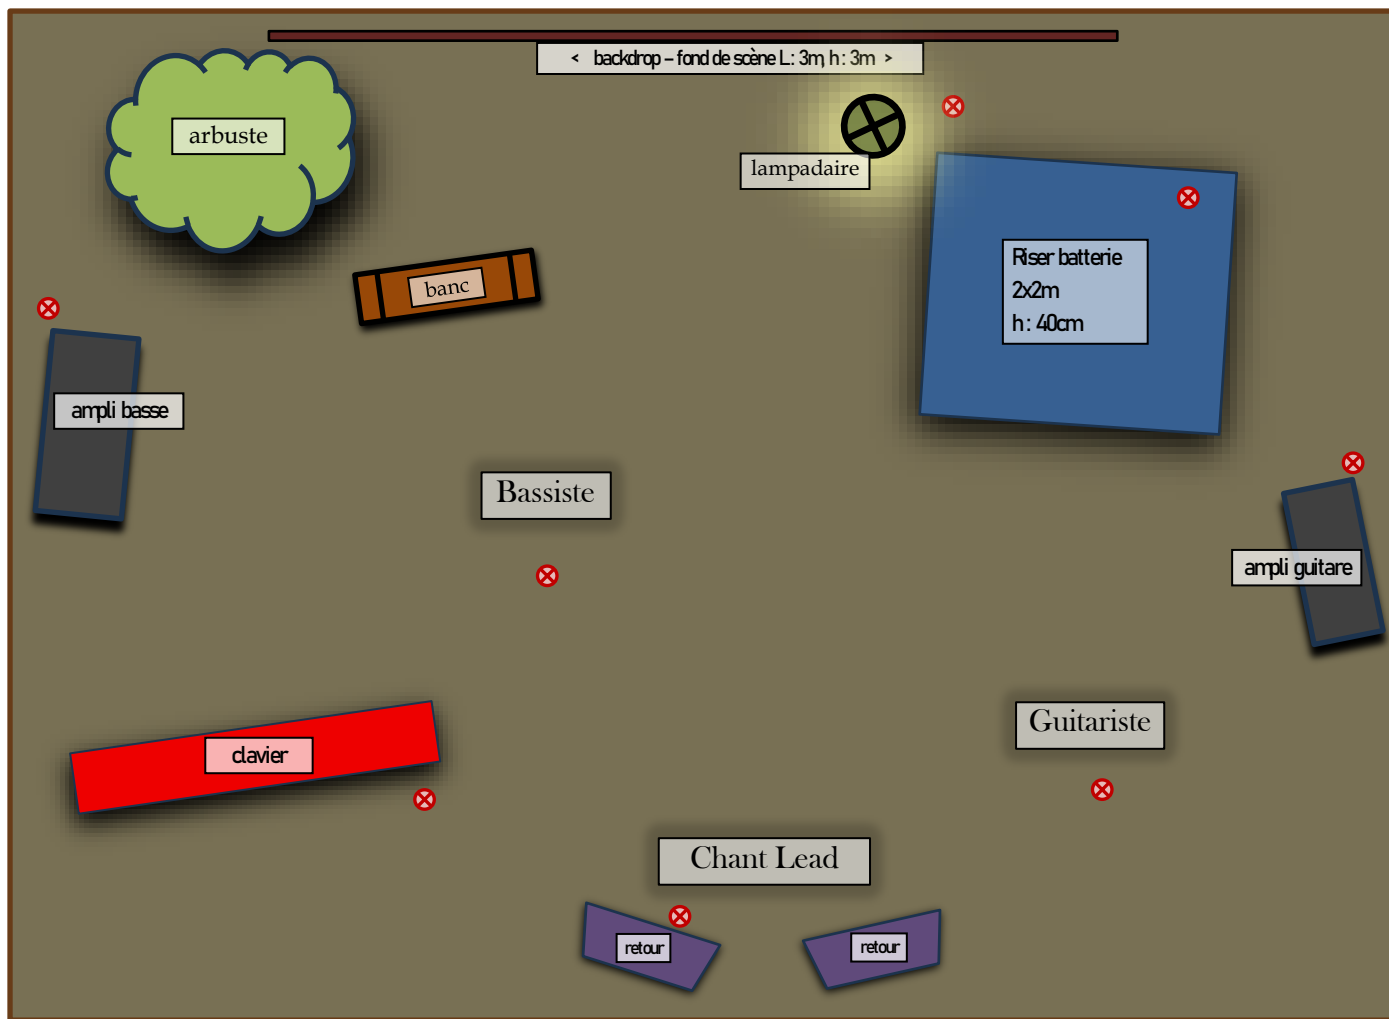 < backdrop – fond de scène L : 3m, h : 3m >
arbuste
lampadaire
Riser batterie
2x2m
h : 40cm
banc
ampli basse
Bassiste
ampli guitare
Guitariste
clavier
Chant Lead
retour
retour